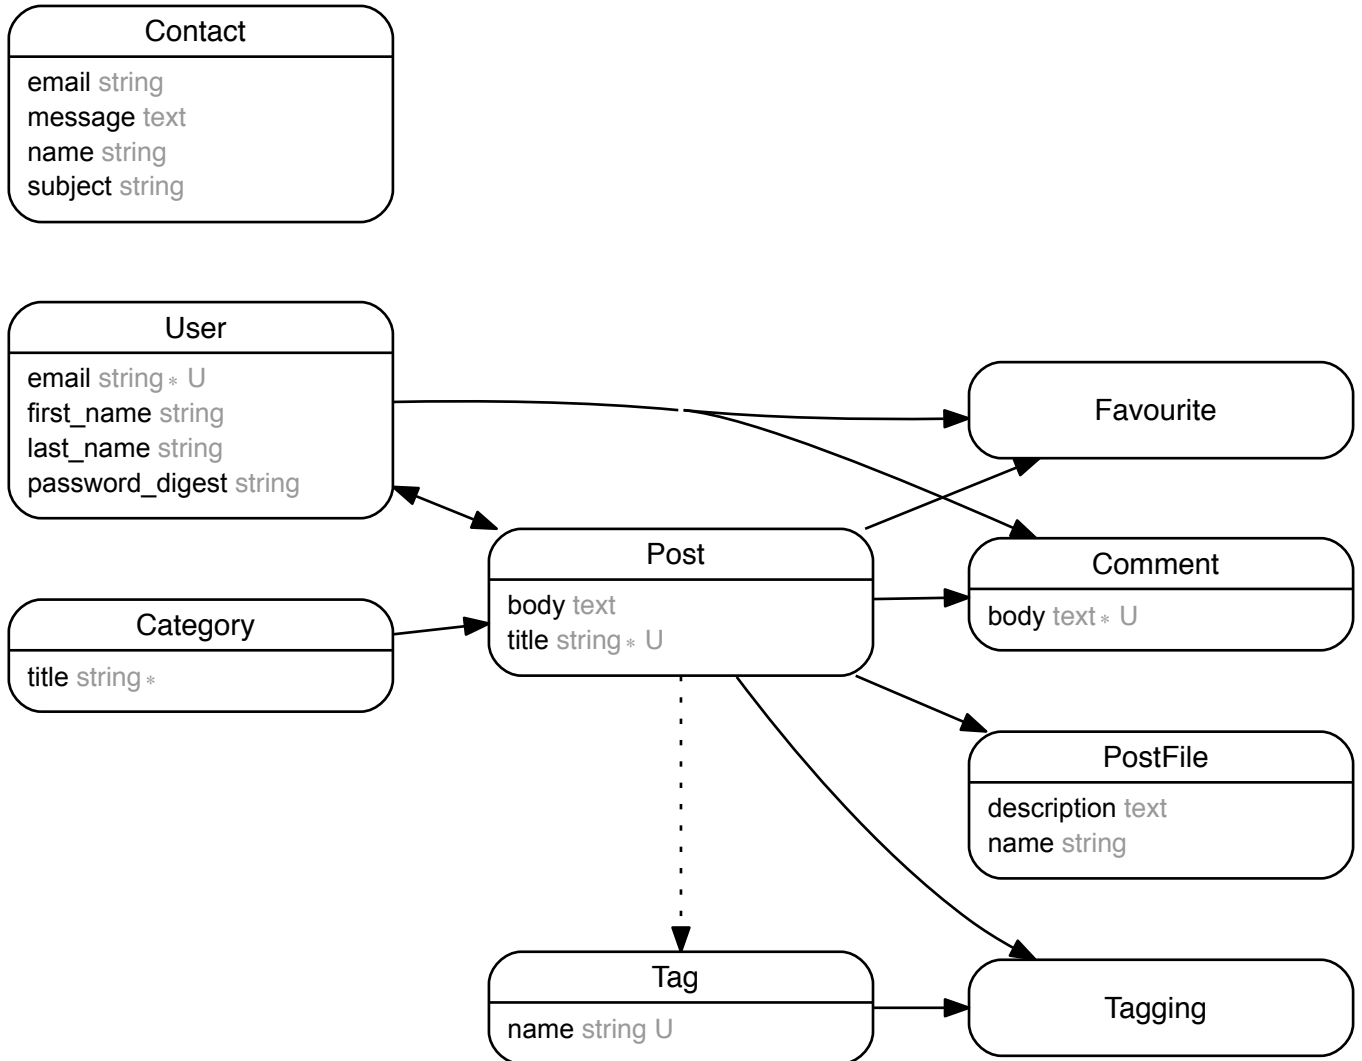 Contact
email string
message text
name string
subject string
User
email string* U
first_name string
last_name string
password_digest string
Favourite
Post
body text
title string* U
Comment
body text* U
Category
title string*
PostFile
description text
name string
Tag
name string U
Tagging